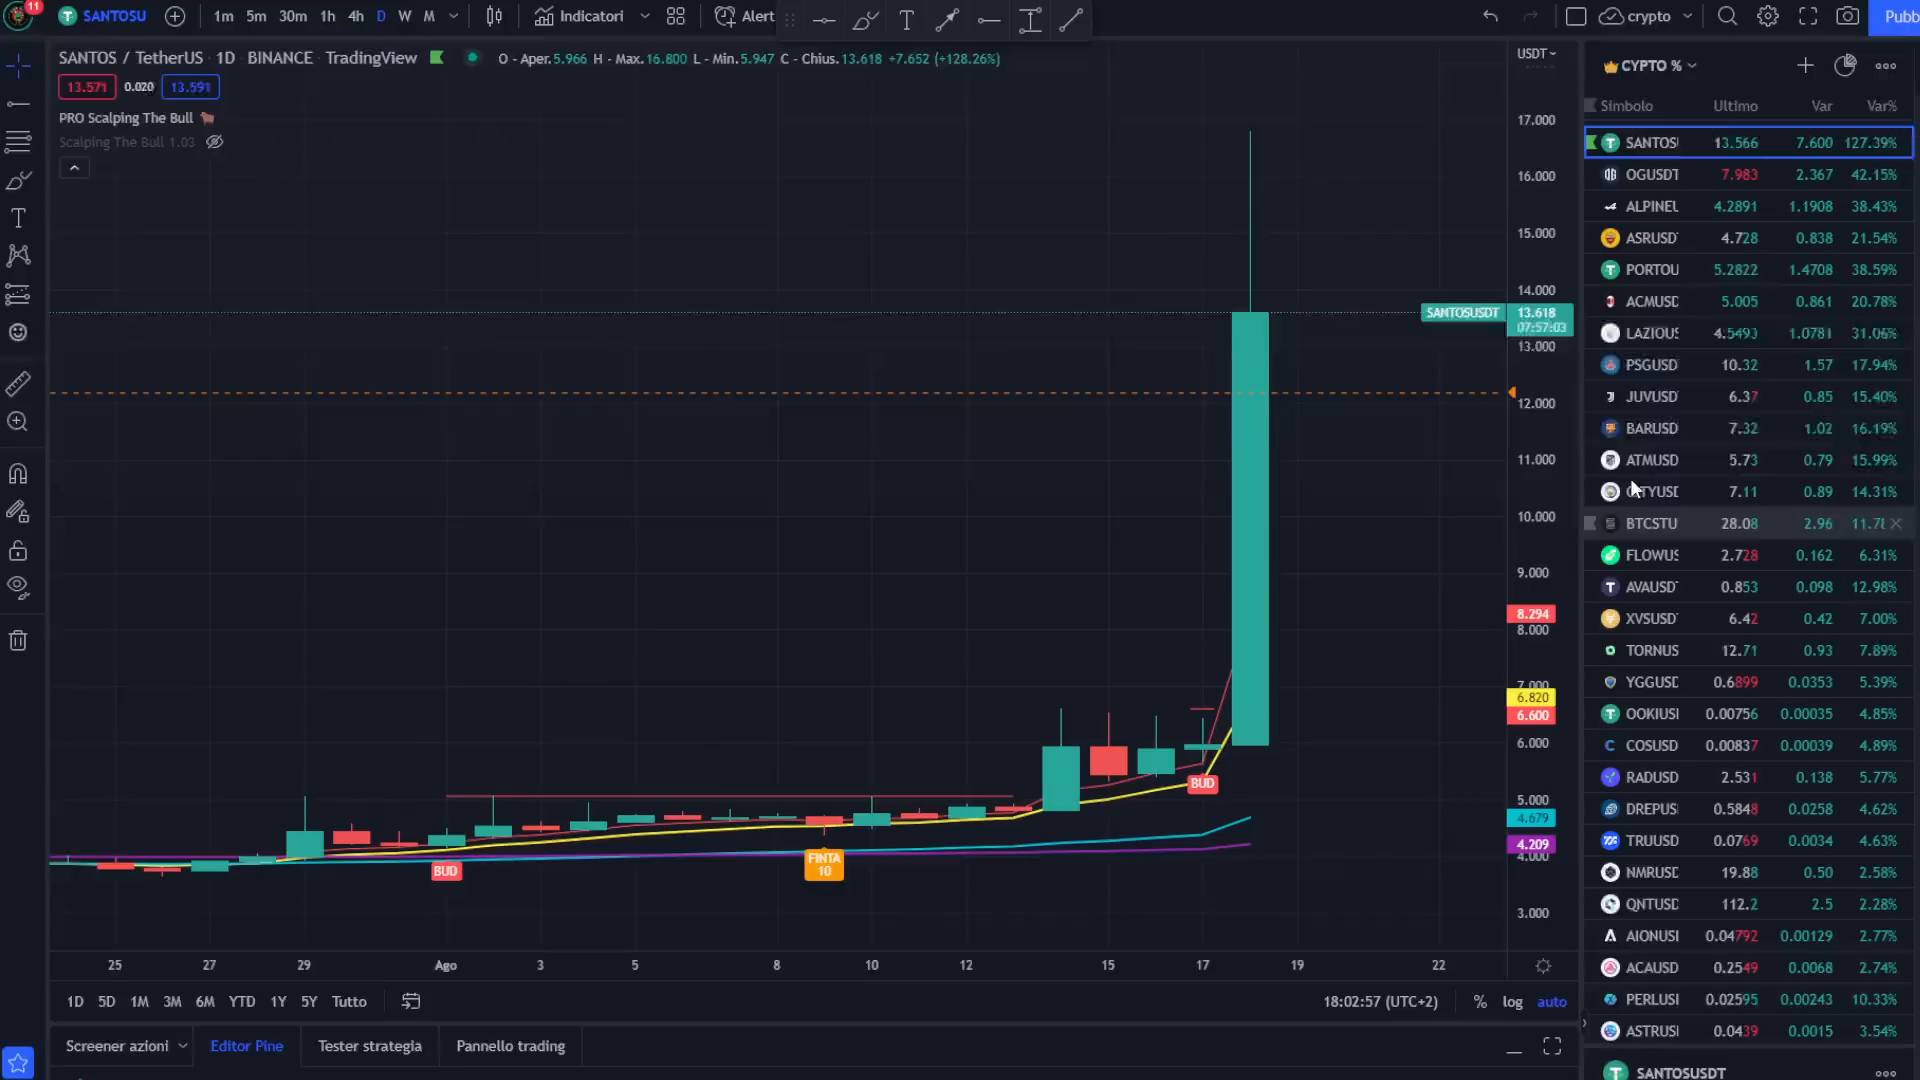 11
SANTOSU
1m 5m 30m 1h 4h D W M
Indicatori
Alert
crypto
Pubb
SANTOS / TetherUS 1D BINANCE TradingView
O - Aper.5.966 H - Max.16.800 L - Min.5.947 C - Chius.13.618 +7.652 (+128.26%)
USDT
13.571 0.020 13.591
PRO Scalping The Bull
Scalping The Bull 1.03
17.000
16.000
15.000
14.000
SANTOSUSDT 13.618
07:57:03
13.000
12.000
11.000
10.000
9.000
8.294
8.000
7.000
6.820
6.600
6.000
5.000
4.679
4.209
4.000
3.000
BUD
BUD
FINTA
10
25 27 29 Ago 3 5 8 10 12 15 17 19 22
1D 5D 1M 3M 6M YTD 1Y 5Y Tutto
18:02:57 (UTC+2) % log auto
Screener azioni Editor Pine Tester strategia Pannello trading
CYPTO %
Simbolo Ultimo Var Var%
SANTOS 13.566 7.600 127.39%
OGUSDT 7.983 2.367 42.15%
ALPINEU 4.2891 1.1908 38.43%
ASRUSD 4.728 0.838 21.54%
PORTOU 5.2822 1.4708 38.59%
ACMUSD 5.005 0.861 20.78%
LAZIOUS 4.5493 1.0781 31.06%
PSGUSD 10.32 1.57 17.94%
JUVUSD 6.37 0.85 15.40%
BARUSD 7.32 1.02 16.19%
ATMUSD 5.73 0.79 15.99%
TYUSD 7.11 0.89 14.31%
BTCSTU 28.08 2.96 11.78
FLOWUS 2.728 0.162 6.31%
AVAUSD 0.853 0.098 12.98%
XVSUSD 6.42 0.42 7.00%
TORNUS 12.71 0.93 7.89%
YGGUSD 0.6899 0.0353 5.39%
OOKIUSI 0.00756 0.00035 4.85%
COSUSD 0.00837 0.00039 4.89%
RADUSD 2.531 0.138 5.77%
DREPUS 0.5848 0.0258 4.62%
TRUUSD 0.0769 0.0034 4.63%
NMRUSD 19.88 0.50 2.58%
QNTUSD 112.2 2.5 2.28%
AIONUSI 0.04792 0.00129 2.77%
ACAUSD 0.2549 0.0068 2.74%
PERLUSI 0.02595 0.00243 10.33%
ASTRUSI 0.0439 0.0015 3.54%
SANTOSUSDT